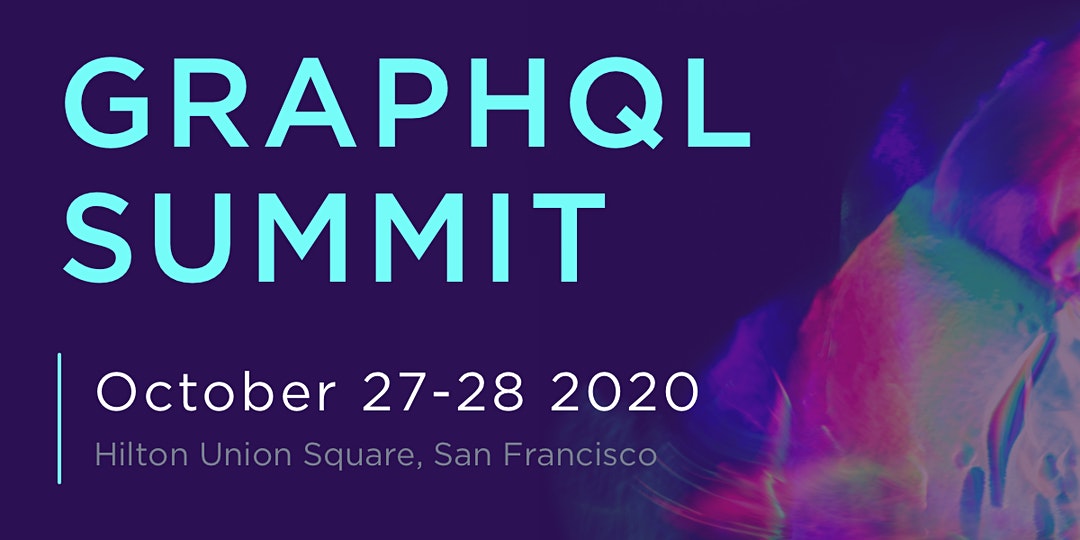 GRAPHQL
SUMMIT
October 27-28 2020
Hilton Union Square, San Francisco